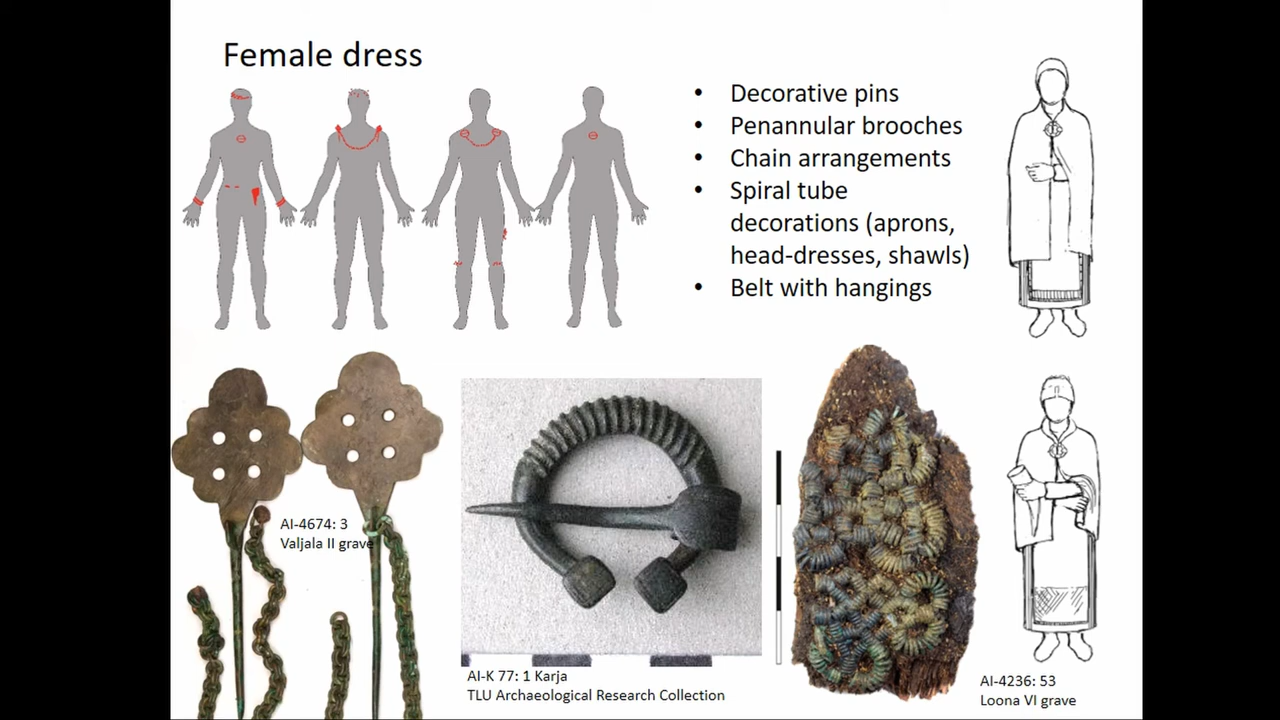 Female dress
• Decorative pins
• Penannular brooches
• Chain arrangements
• Spiral tube
decorations (aprons,
head-dresses, shawls)
• Belt with hangings
AI-4674: 3
Valjala II grave
AI-K 77: 1 Karja
TLU Archaeological Research Collection
AI-4236: 53
Loona VI grave